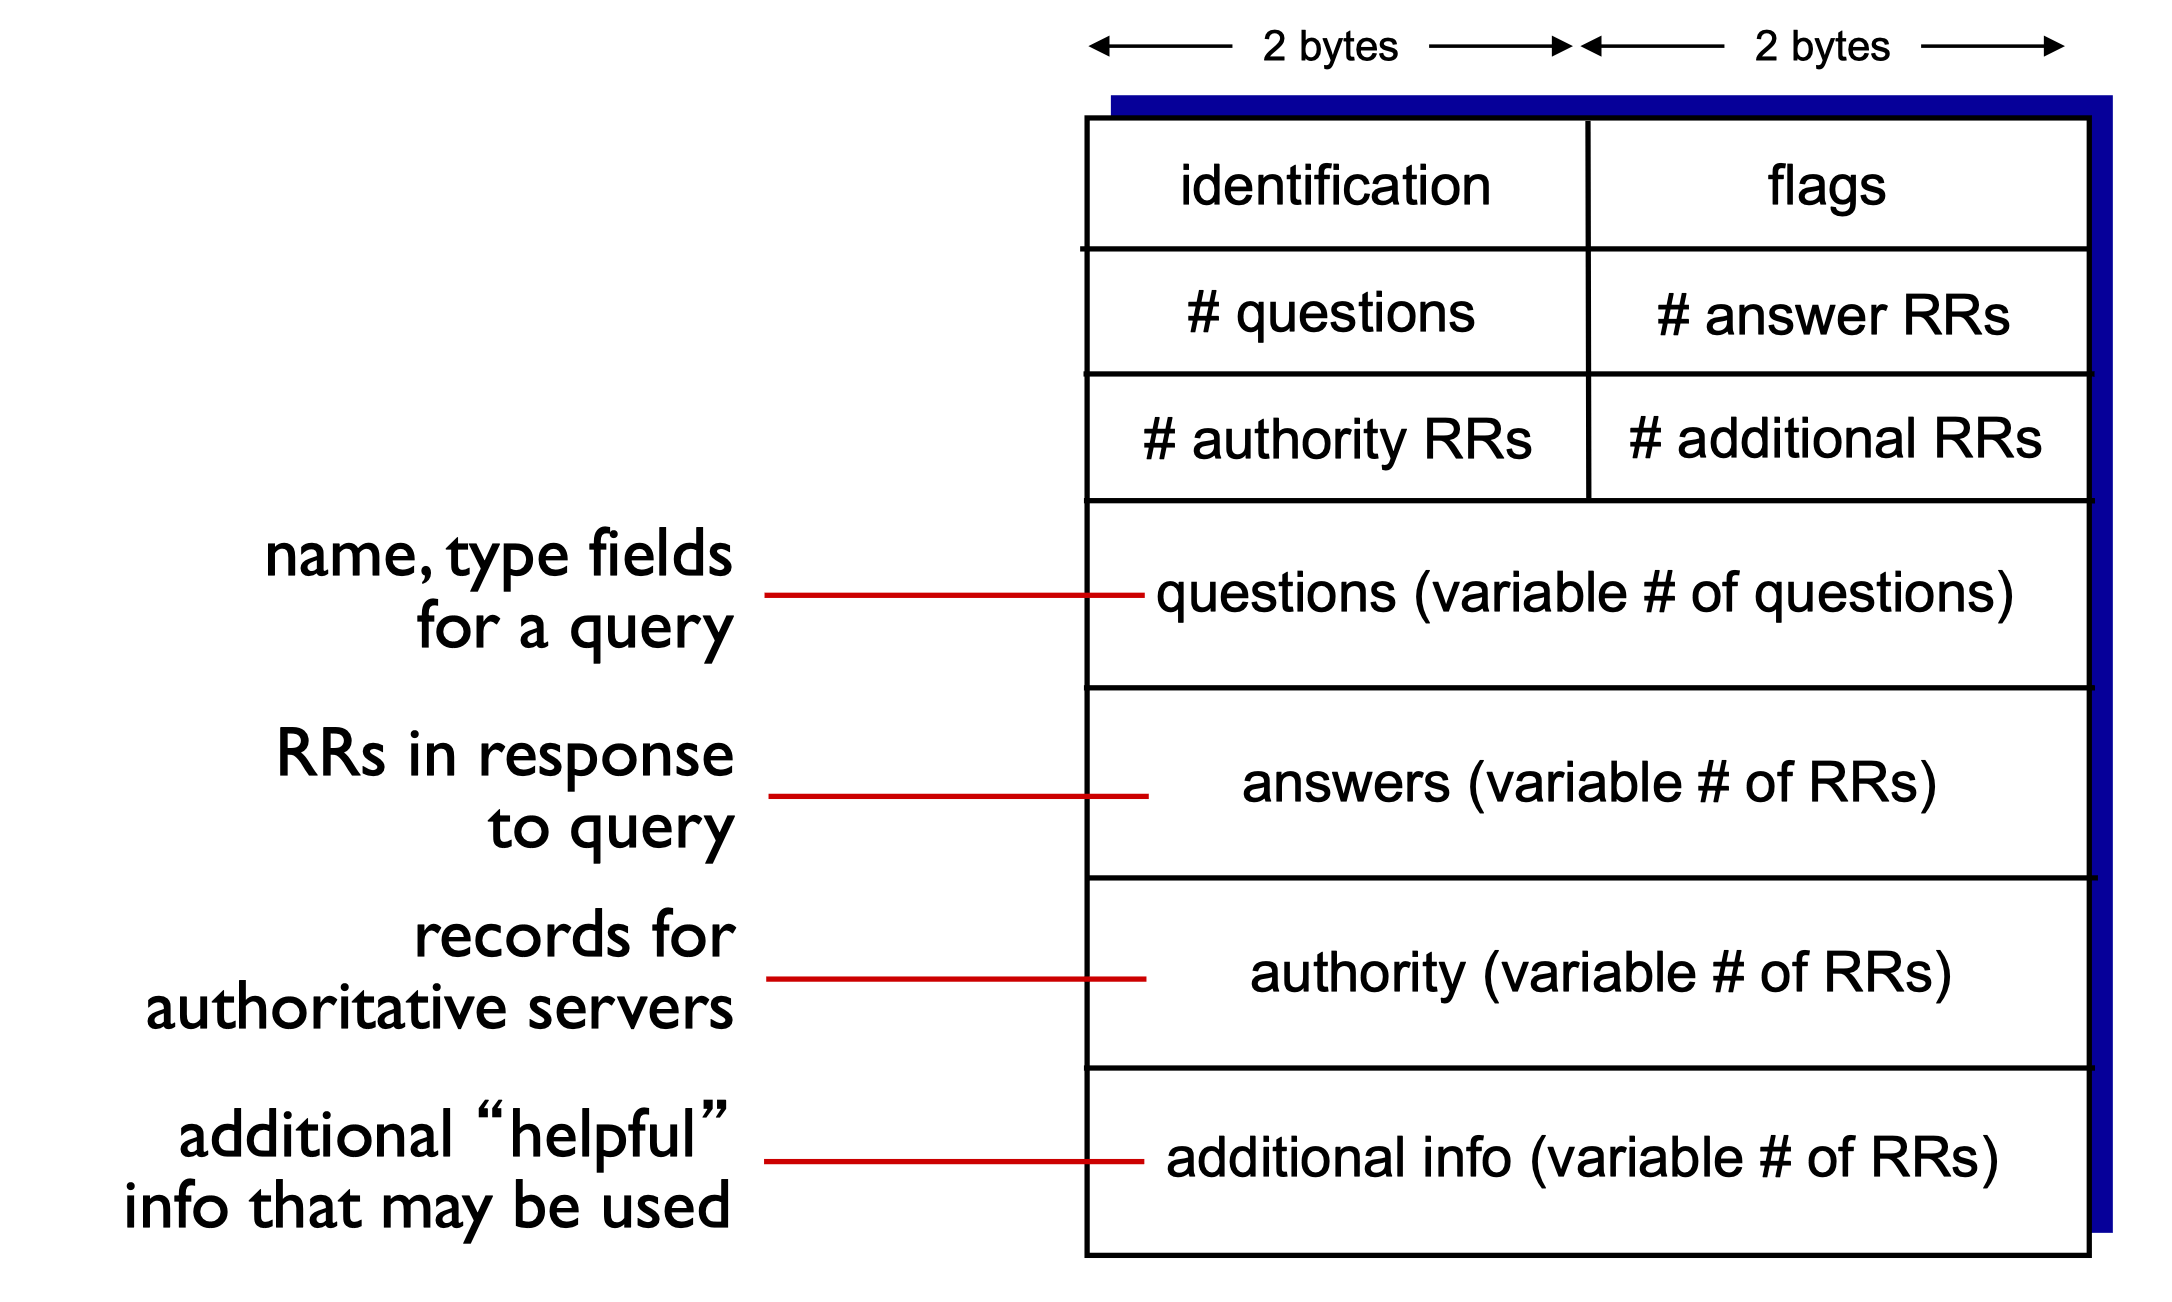 2 bytes 2 bytes
identification flags
# questions # answer RRs
# authority RRs # additional RRs
name, type fields
for a query
questions (variable # of questions)
RRs in response
to query
answers (variable # of RRs)
records for
authoritative servers
authority (variable # of RRs)
additional “helpful”
info that may be used
additional info (variable # of RRs)